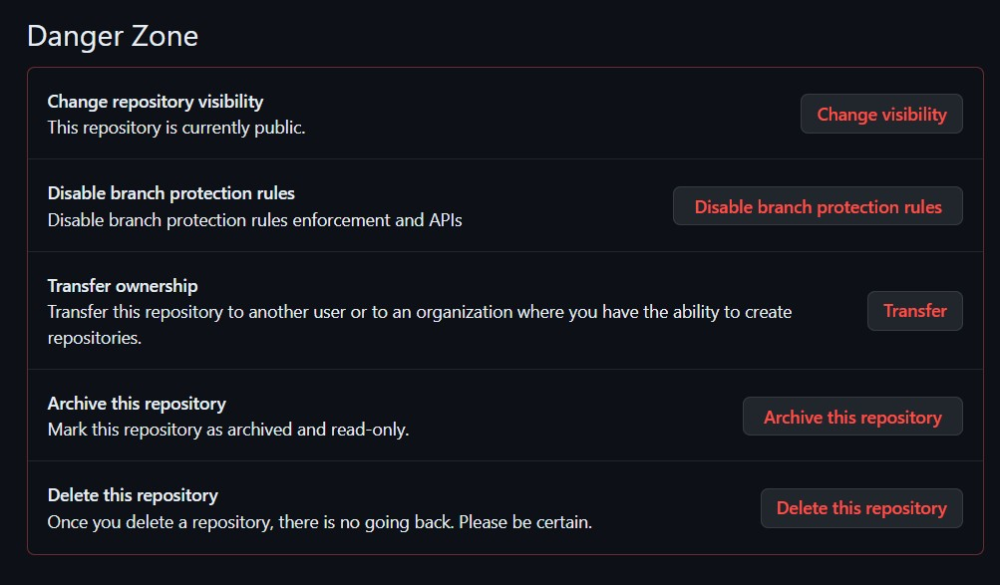 Danger Zone
Change repository visibility
This repository is currently public.
Change visibility
Disable branch protection rules
Disable branch protection rules enforcement and APIs
Disable branch protection rules
Transfer ownership
Transfer this repository to another user or to an organization where you have the ability to create
repositories.
Transfer
Archive this repository
Mark this repository as archived and read-only.
Archive this repository
Delete this repository
Once you delete a repository, there is no going back. Please be certain.
Delete this repository